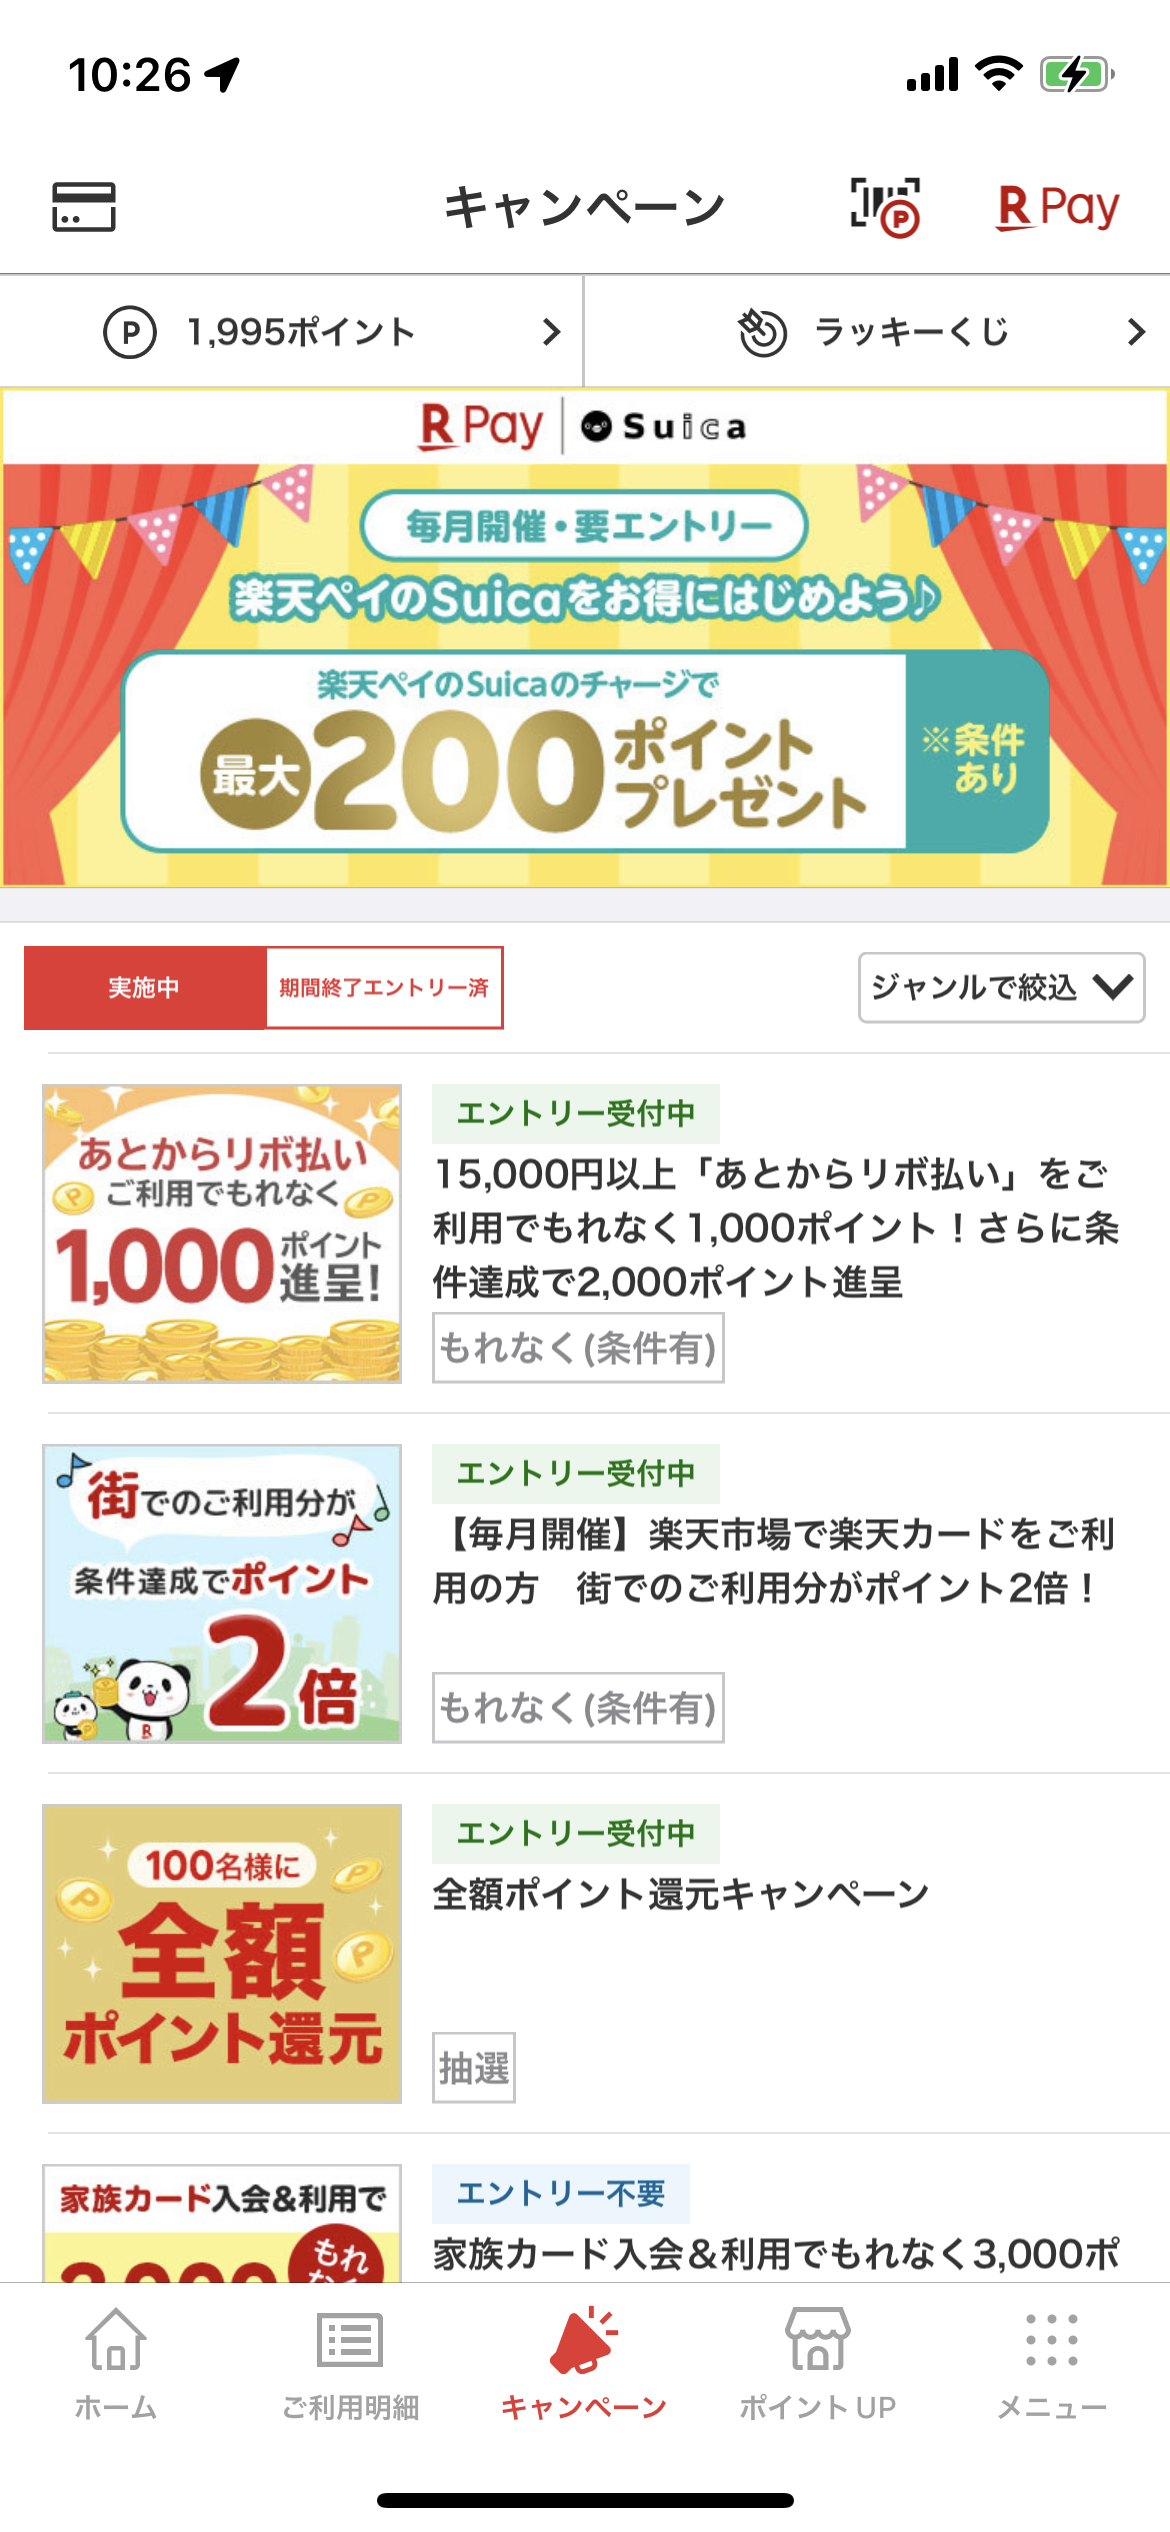 10:26
キャンペーン
P
R Pay
P
1,995ポイント
ラッキーくじ
R Pay
Suica
毎月開催・要エントリー
楽天ペイのSuicaをお得にはじめよう♪
楽天ペイのSuicaのチャージで
最大200ポイントプレゼント
※条件あり
実施中
期間終了エントリー済
ジャンルで絞込
あとからリボ払い
ご利用でもれなく
1,000ポイント進呈!
エントリー受付中
15,000円以上「あとからリボ払い」をご
利用でもれなく1,000ポイント！さらに条
件達成で2,000ポイント進呈
もれなく(条件有)
街でのご利用分が
条件達成でポイント
2倍
R
エントリー受付中
【毎月開催】楽天市場で楽天カードをご利
用の方　街でのご利用分がポイント2倍！
もれなく(条件有)
100名様に
全額
ポイント還元
エントリー受付中
全額ポイント還元キャンペーン
抽選
家族カード入会&利用で
もれ
エントリー不要
家族カード入会＆利用でもれなく3,000ポ
ホーム
ご利用明細
キャンペーン
ポイントUP
メニュー